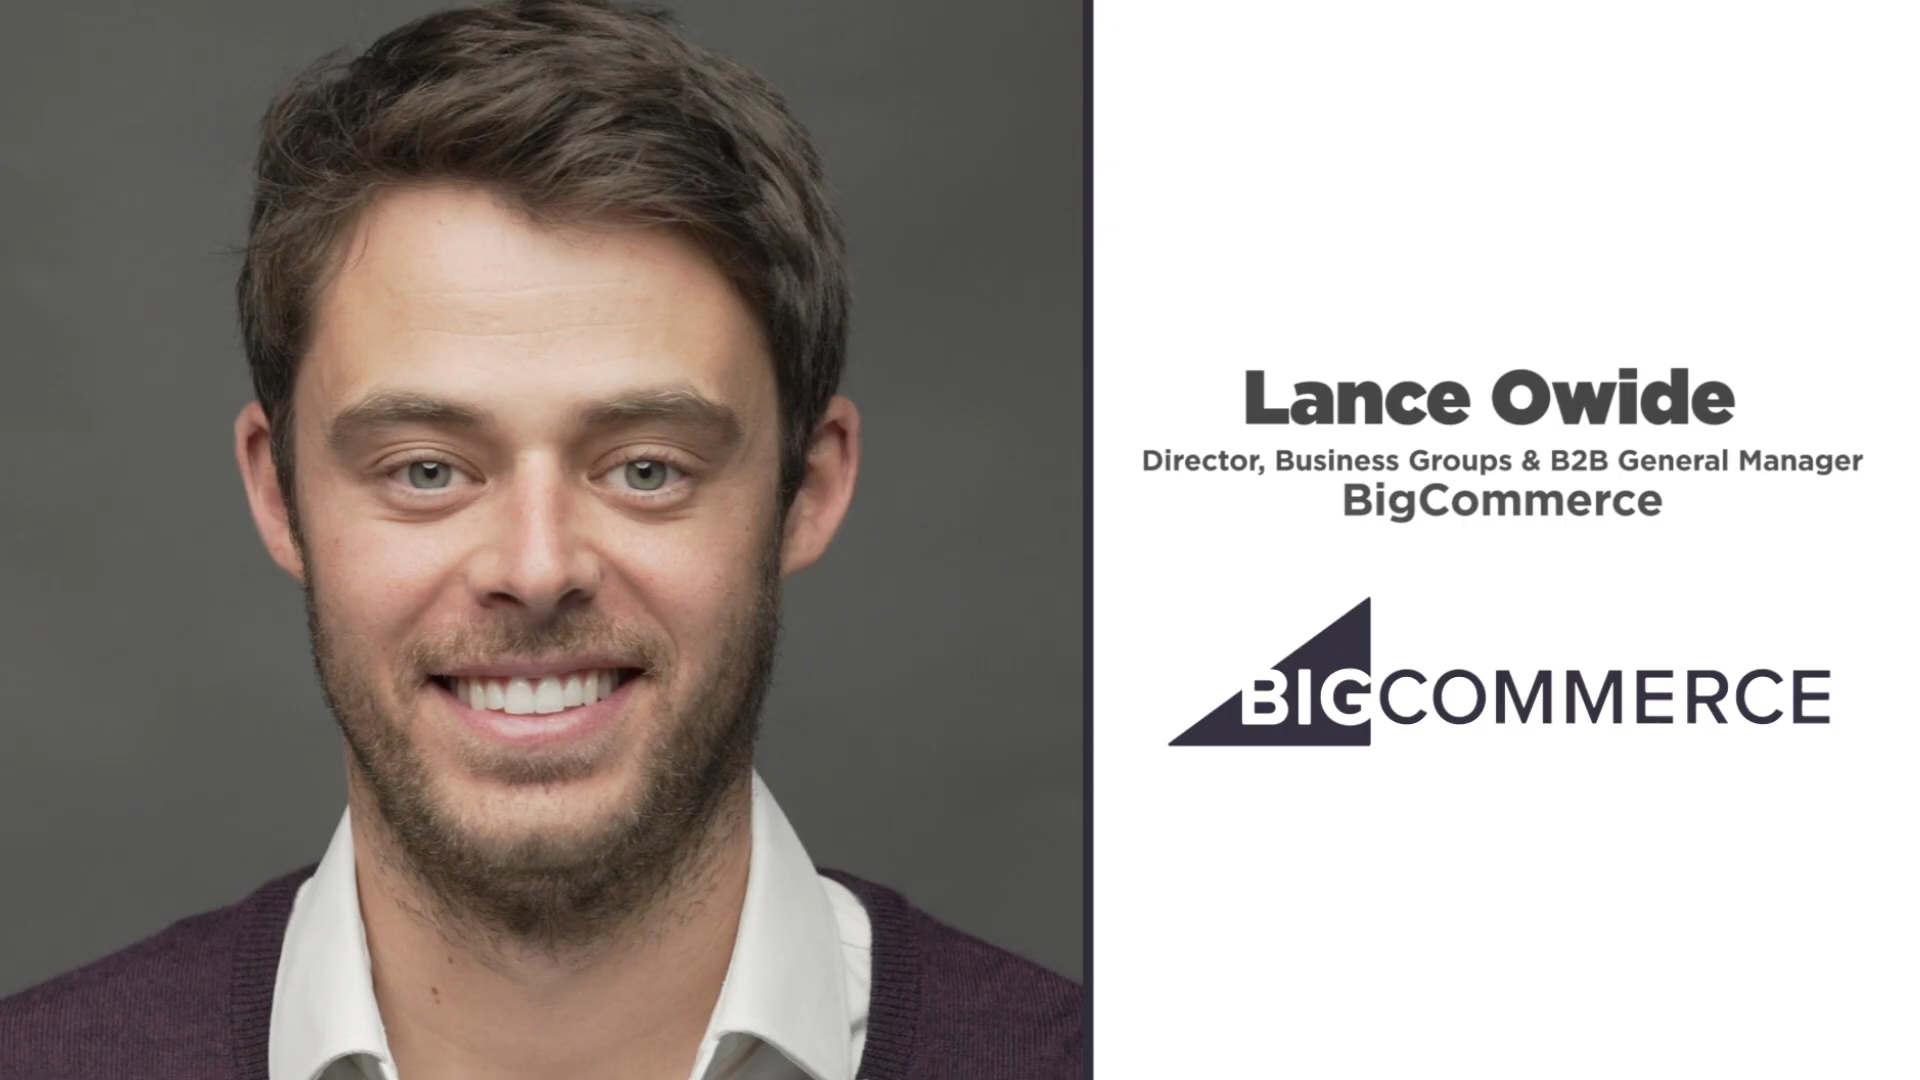 Lance Owide
Director, Business Groups & B2B General Manager
BigCommerce
BIGCOMMERCE